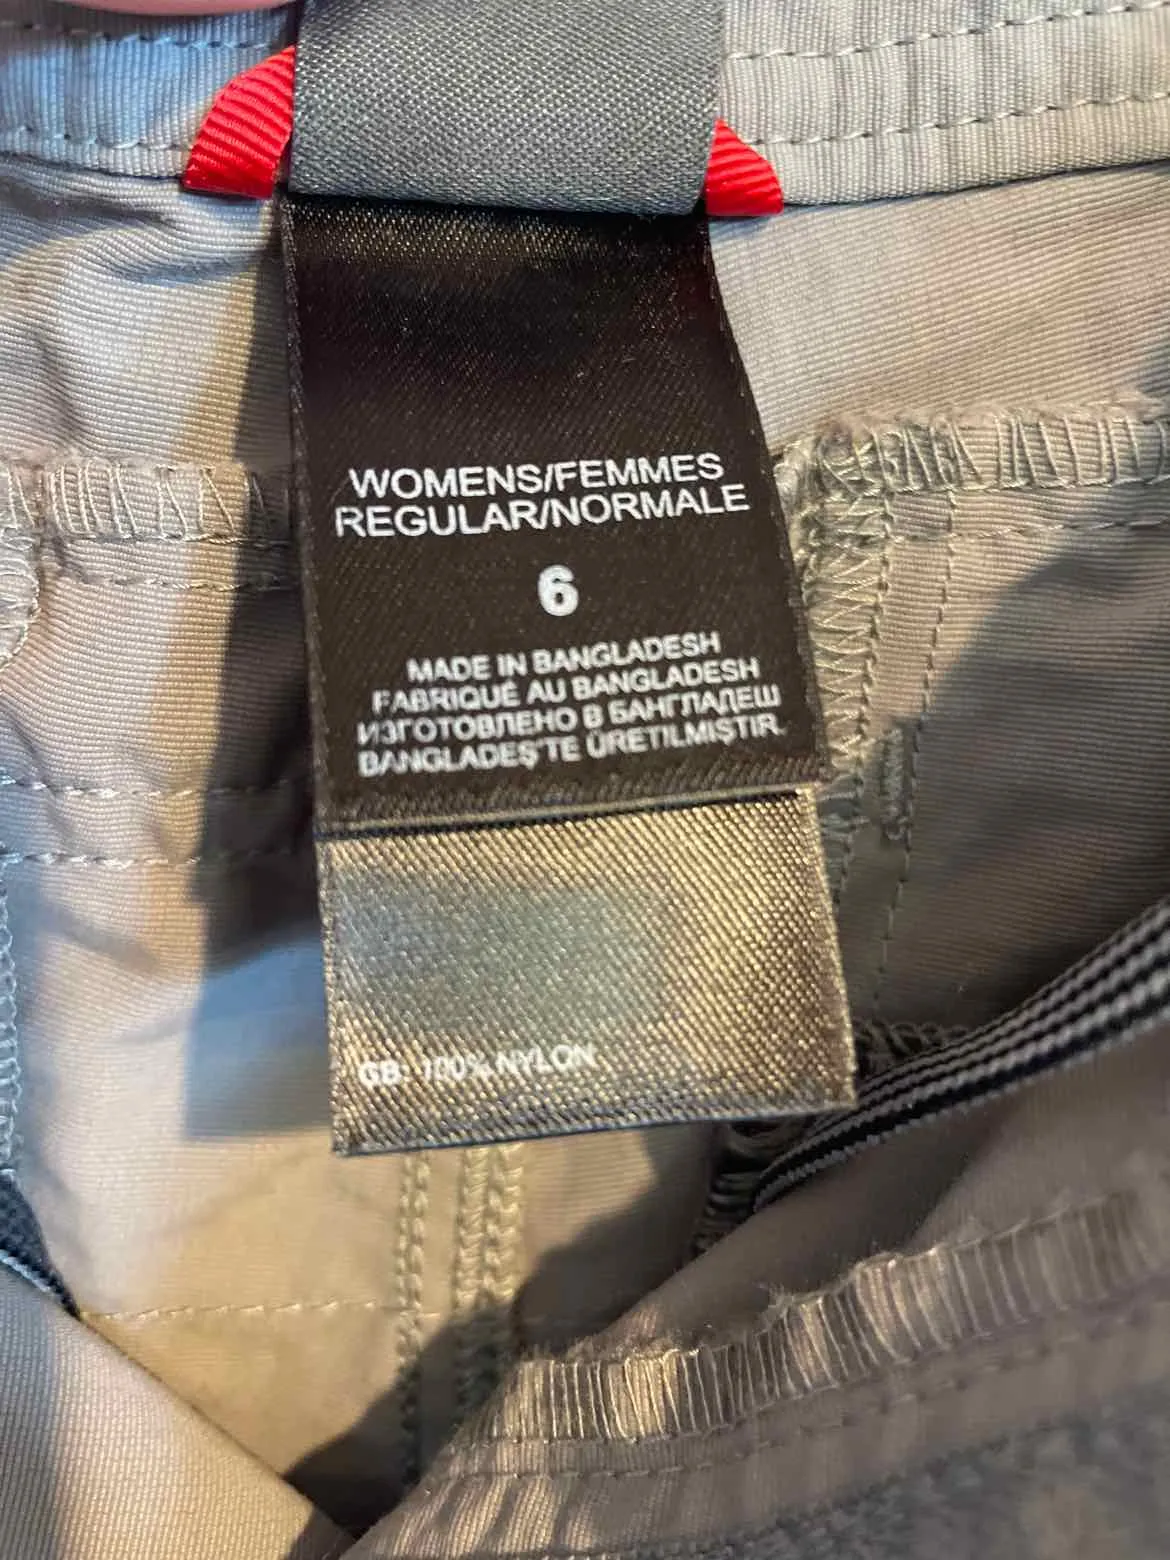 WOMENS/FEMMES
REGULAR/NORMALE
6
MADE IN BANGLADESH
FABRIQUÉ AU BANGLADESH
ИЗГОТОВЛЕНО В БАНГЛАДЕШ
BANGLADEŞ'TE ÜRETILMIŞTIR.
GB: 100% NYLON